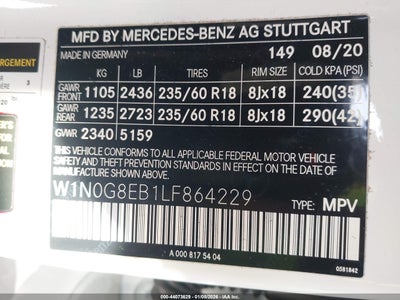 MFD BY MERCEDES-BENZ AG STUTTGART
MADE IN GERMANY 149 08/20
KG LB TIRES RIM SIZE COLD KPA (PSI)
GAWR FRONT 1105 2436 235/60 R18 8Jx18 240(35)
GAWR REAR 1235 2723 235/60 R18 8Jx18 290(42)
GVWR 2340 5159
THIS VEHICLE CONFORMS TO ALL APPLICABLE FEDERAL MOTOR VEHICLE
SAFETY, AND THEFT PREVENTION STANDARDS IN EFFECT ON THE DATE OF
MANUFACTURE SHOWN ABOVE.
W1N0G8EB1LF864229 TYPE: MPV
A 000 817 54 04
0581842
000-44073629 - 01/09/2026 - IAAI